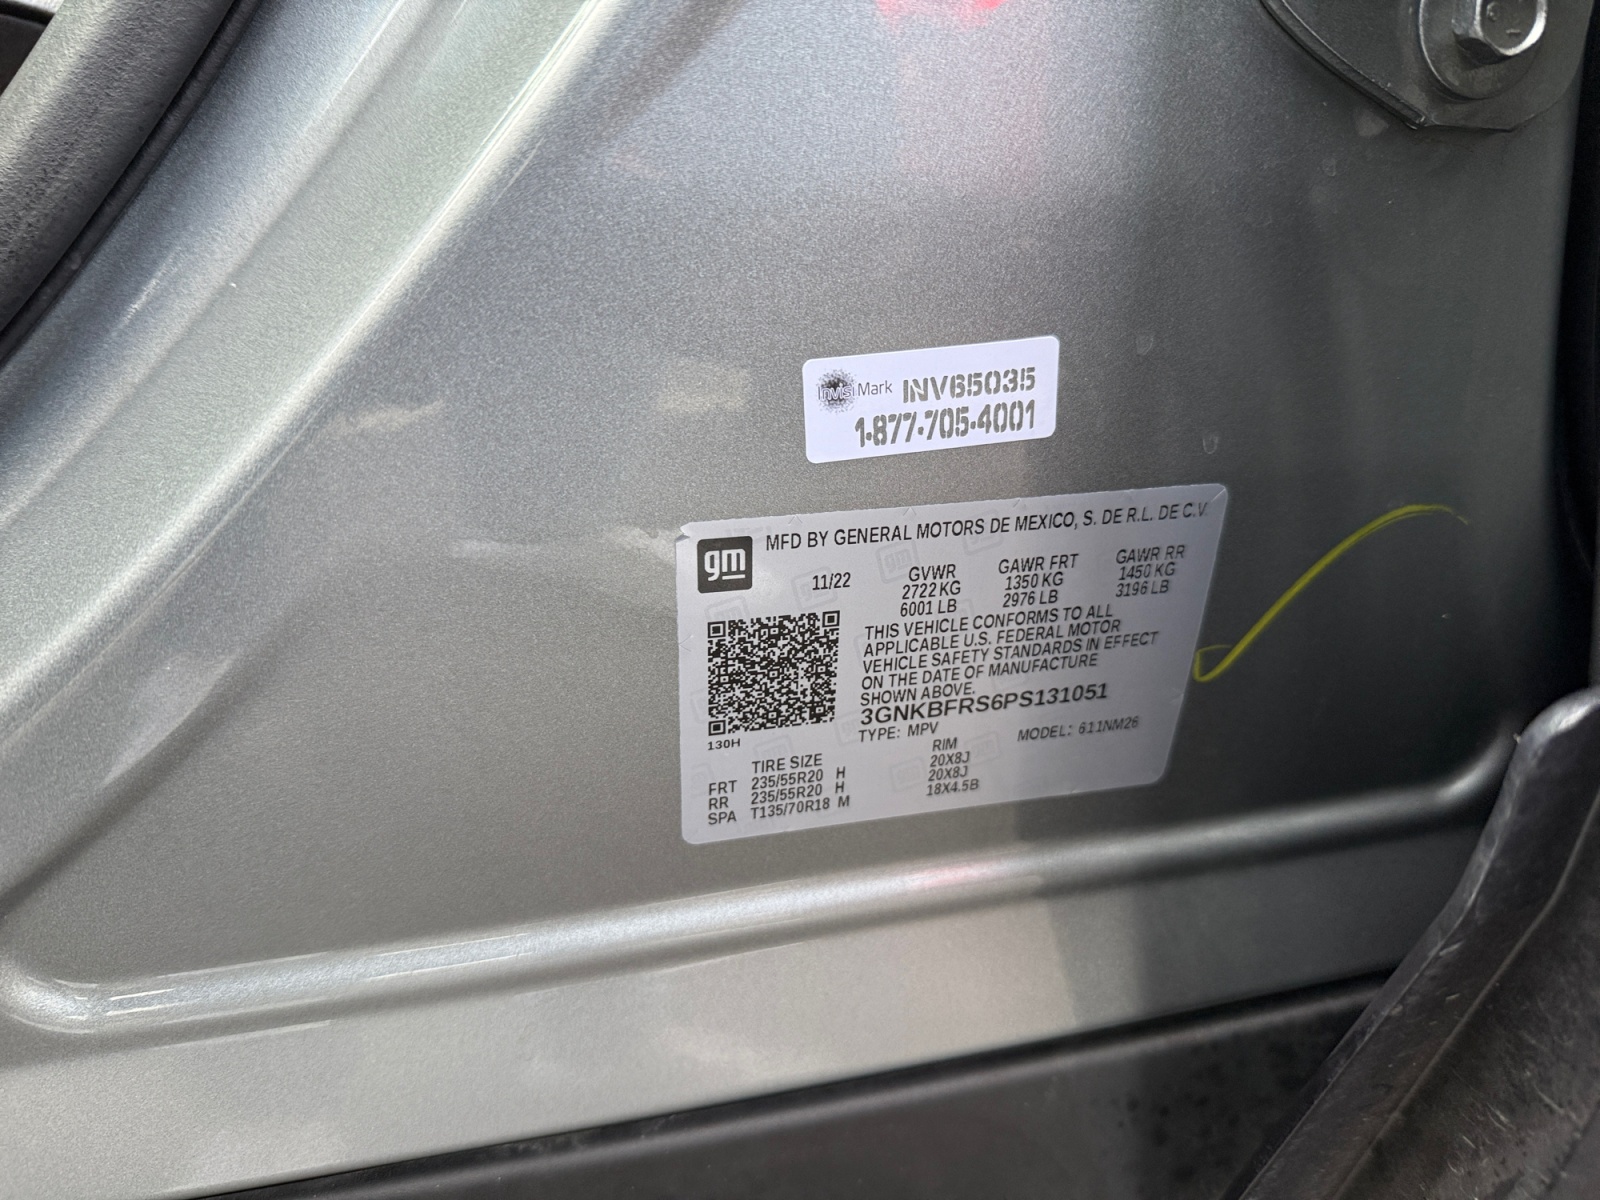 InvisiMark INV65035
1-877-705-4001
gm MFD BY GENERAL MOTORS DE MEXICO, S. DE R.L. DE C.V.
11/22 GVWR GAWR FRT GAWR RR
2722 KG 1350 KG 1450 KG
6001 LB 2976 LB 3196 LB
THIS VEHICLE CONFORMS TO ALL
APPLICABLE U.S. FEDERAL MOTOR
VEHICLE SAFETY STANDARDS IN EFFECT
ON THE DATE OF MANUFACTURE
SHOWN ABOVE.
3GNKBFRS6PS131051
130H TYPE: MPV MODEL: 611NM26
TIRE SIZE RIM
FRT 235/55R20 H 20X8J
RR 235/55R20 H 20X8J
SPA T135/70R18 M 18X4.5B